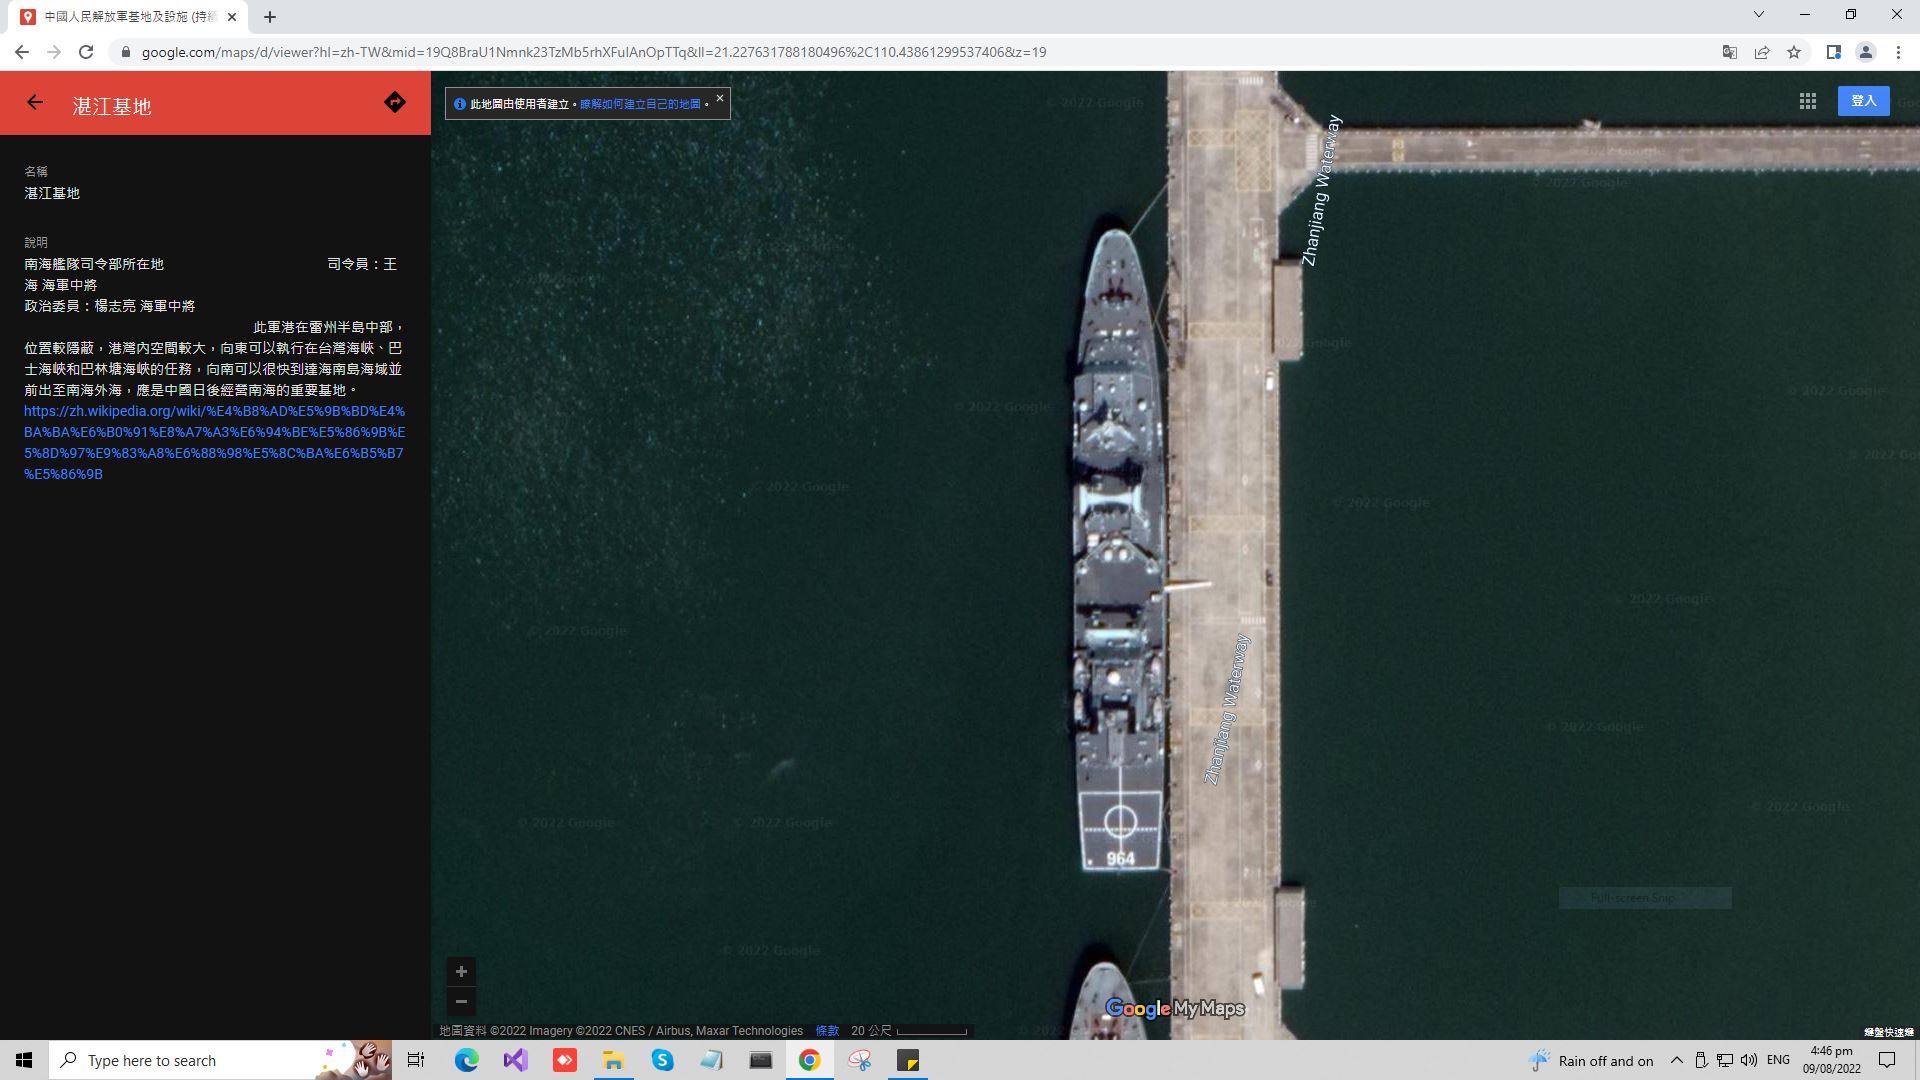 中國人民解放軍基地及設施 (持續
google.com/maps/d/viewer?hl=zh-TW&mid=19Q8BraU1Nmnk23TzMb5rhXFulAnOpTTq&ll=21.227631788180496%2C110.43861299537406&z=19
湛江基地
此地圖由使用者建立。瞭解如何建立自己的地圖。
登入
名稱
湛江基地
說明
南海艦隊司令部所在地 司令員：王
海 海軍中將
政治委員：楊志亮 海軍中將
此軍港在雷州半島中部，
位置較隱蔽，港灣內空間較大，向東可以執行在台灣海峽、巴
士海峽和巴林塘海峽的任務，向南可以很快到達海南島海域並
前出至南海外海，應是中國日後經營南海的重要基地。
https://zh.wikipedia.org/wiki/%E4%B8%AD%E5%9B%BD%E4%
BA%BA%E6%B0%91%E8%A7%A3%E6%94%BE%E5%86%9B%E
5%8D%97%E9%83%A8%E6%88%98%E5%8C%BA%E6%B5%B7
%E5%86%9B
Zhanjiang Waterway
Zhanjiang Waterway
© 2022 Google
964
Full-screen Snip
Google My Maps
地圖資料 ©2022 Imagery ©2022 CNES / Airbus, Maxar Technologies 條款 20 公尺
鍵盤快速鍵
Type here to search
Rain off and on
ENG
4:46 pm
09/08/2022